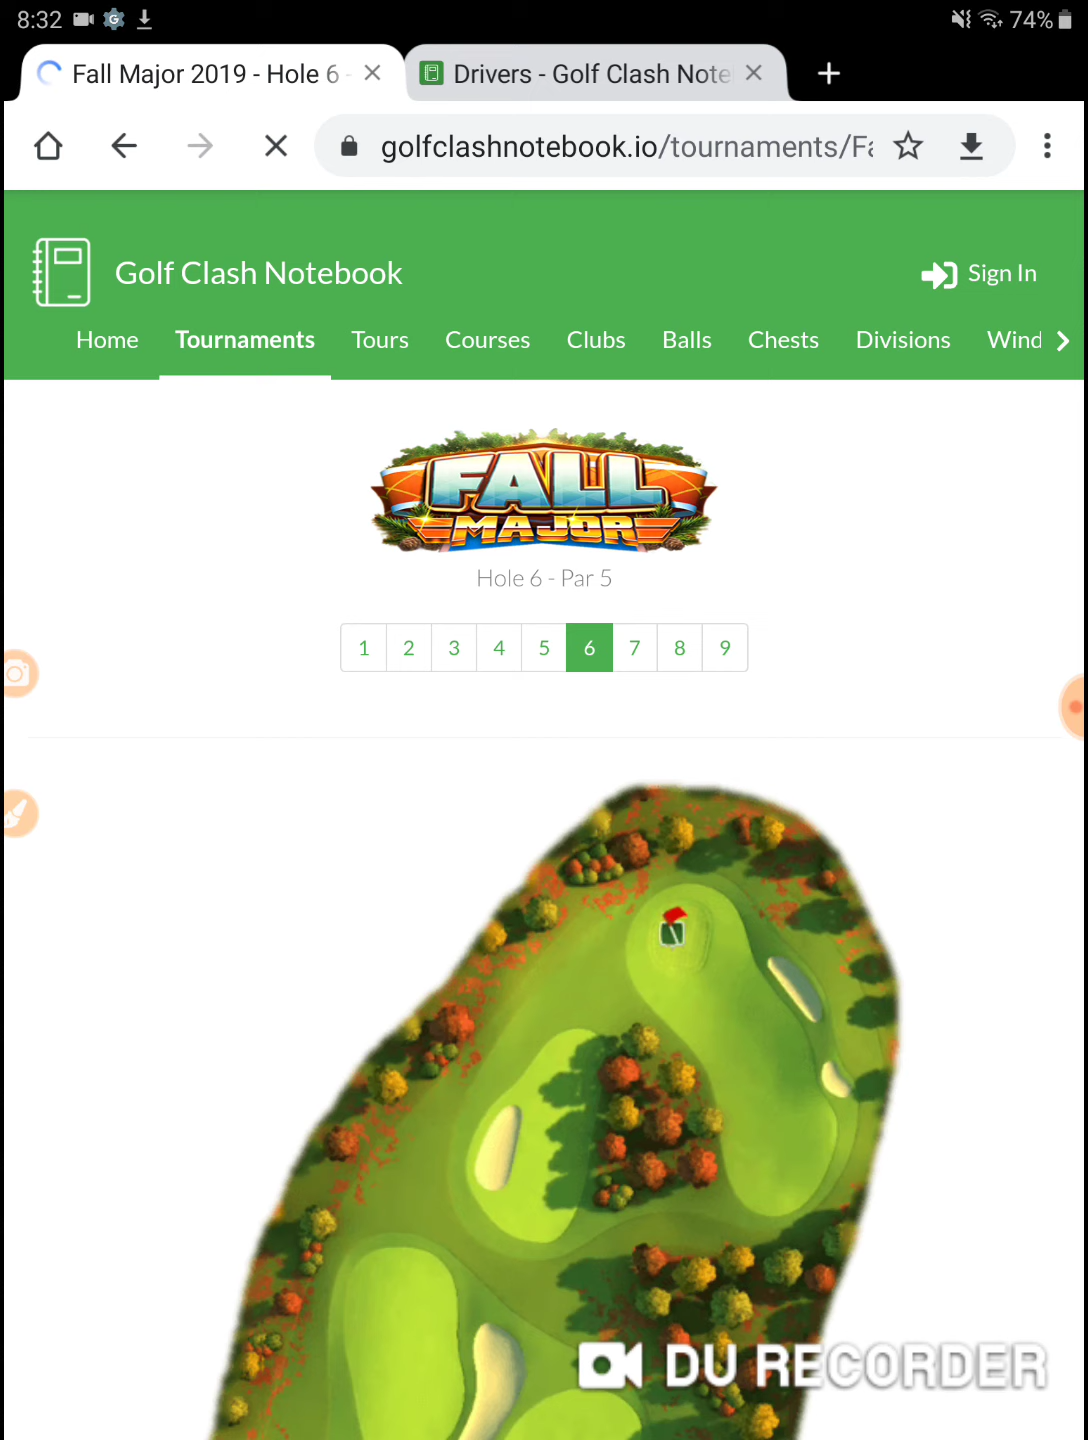 8:32
74%
Fall Major 2019 - Hole 6 -
Drivers - Golf Clash Note
golfclashnotebook.io/tournaments/Fa
Golf Clash Notebook
Sign In
Home Tournaments Tours Courses Clubs Balls Chests Divisions Wind
FALL
MAJOR
Hole 6 - Par 5
1 2 3 4 5 6 7 8 9
DU RECORDER